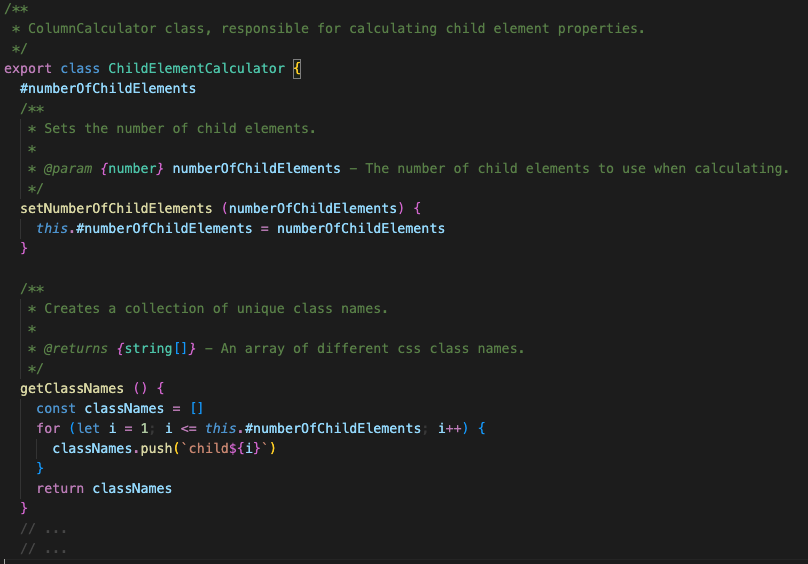 /**
 * ColumnCalculator class, responsible for calculating child element properties.
 */
export class ChildElementCalculator {
  #numberOfChildElements
  /**
   * Sets the number of child elements.
   *
   * @param {number} numberOfChildElements – The number of child elements to use when calculating.
   */
  setNumberOfChildElements (numberOfChildElements) {
    this.#numberOfChildElements = numberOfChildElements
  }

  /**
   * Creates a collection of unique class names.
   *
   * @returns {string[]} – An array of different css class names.
   */
  getClassNames () {
    const classNames = []
    for (let i = 1; i <= this.#numberOfChildElements; i++) {
      classNames.push(`child${i}`)
    }
    return classNames
  }
  // ...
  // ...